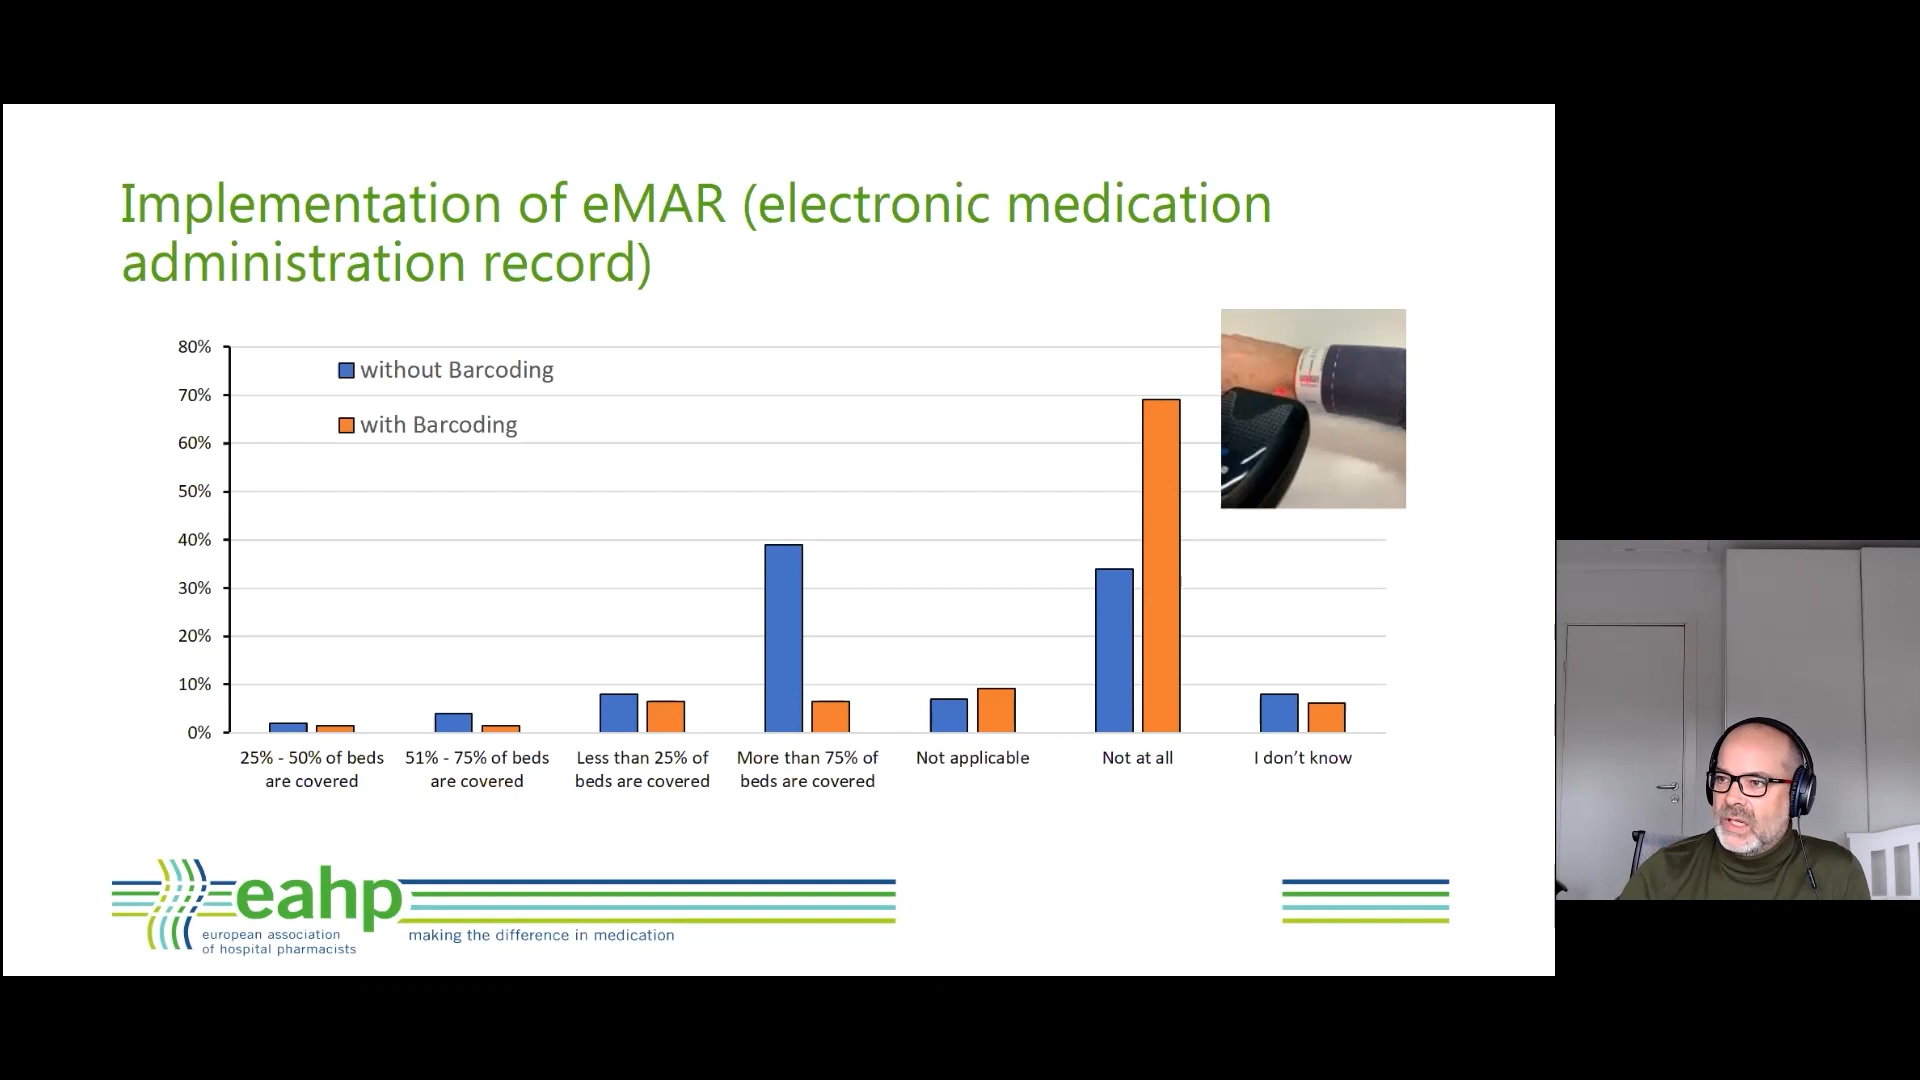 Implementation of eMAR (electronic medication
administration record)
80%
70%
60%
50%
40%
30%
20%
10%
0%
without Barcoding
with Barcoding
25% - 50% of beds
are covered
51% - 75% of beds
are covered
Less than 25% of
beds are covered
More than 75% of
beds are covered
Not applicable
Not at all
I don’t know
eahp
european association
of hospital pharmacists
making the difference in medication